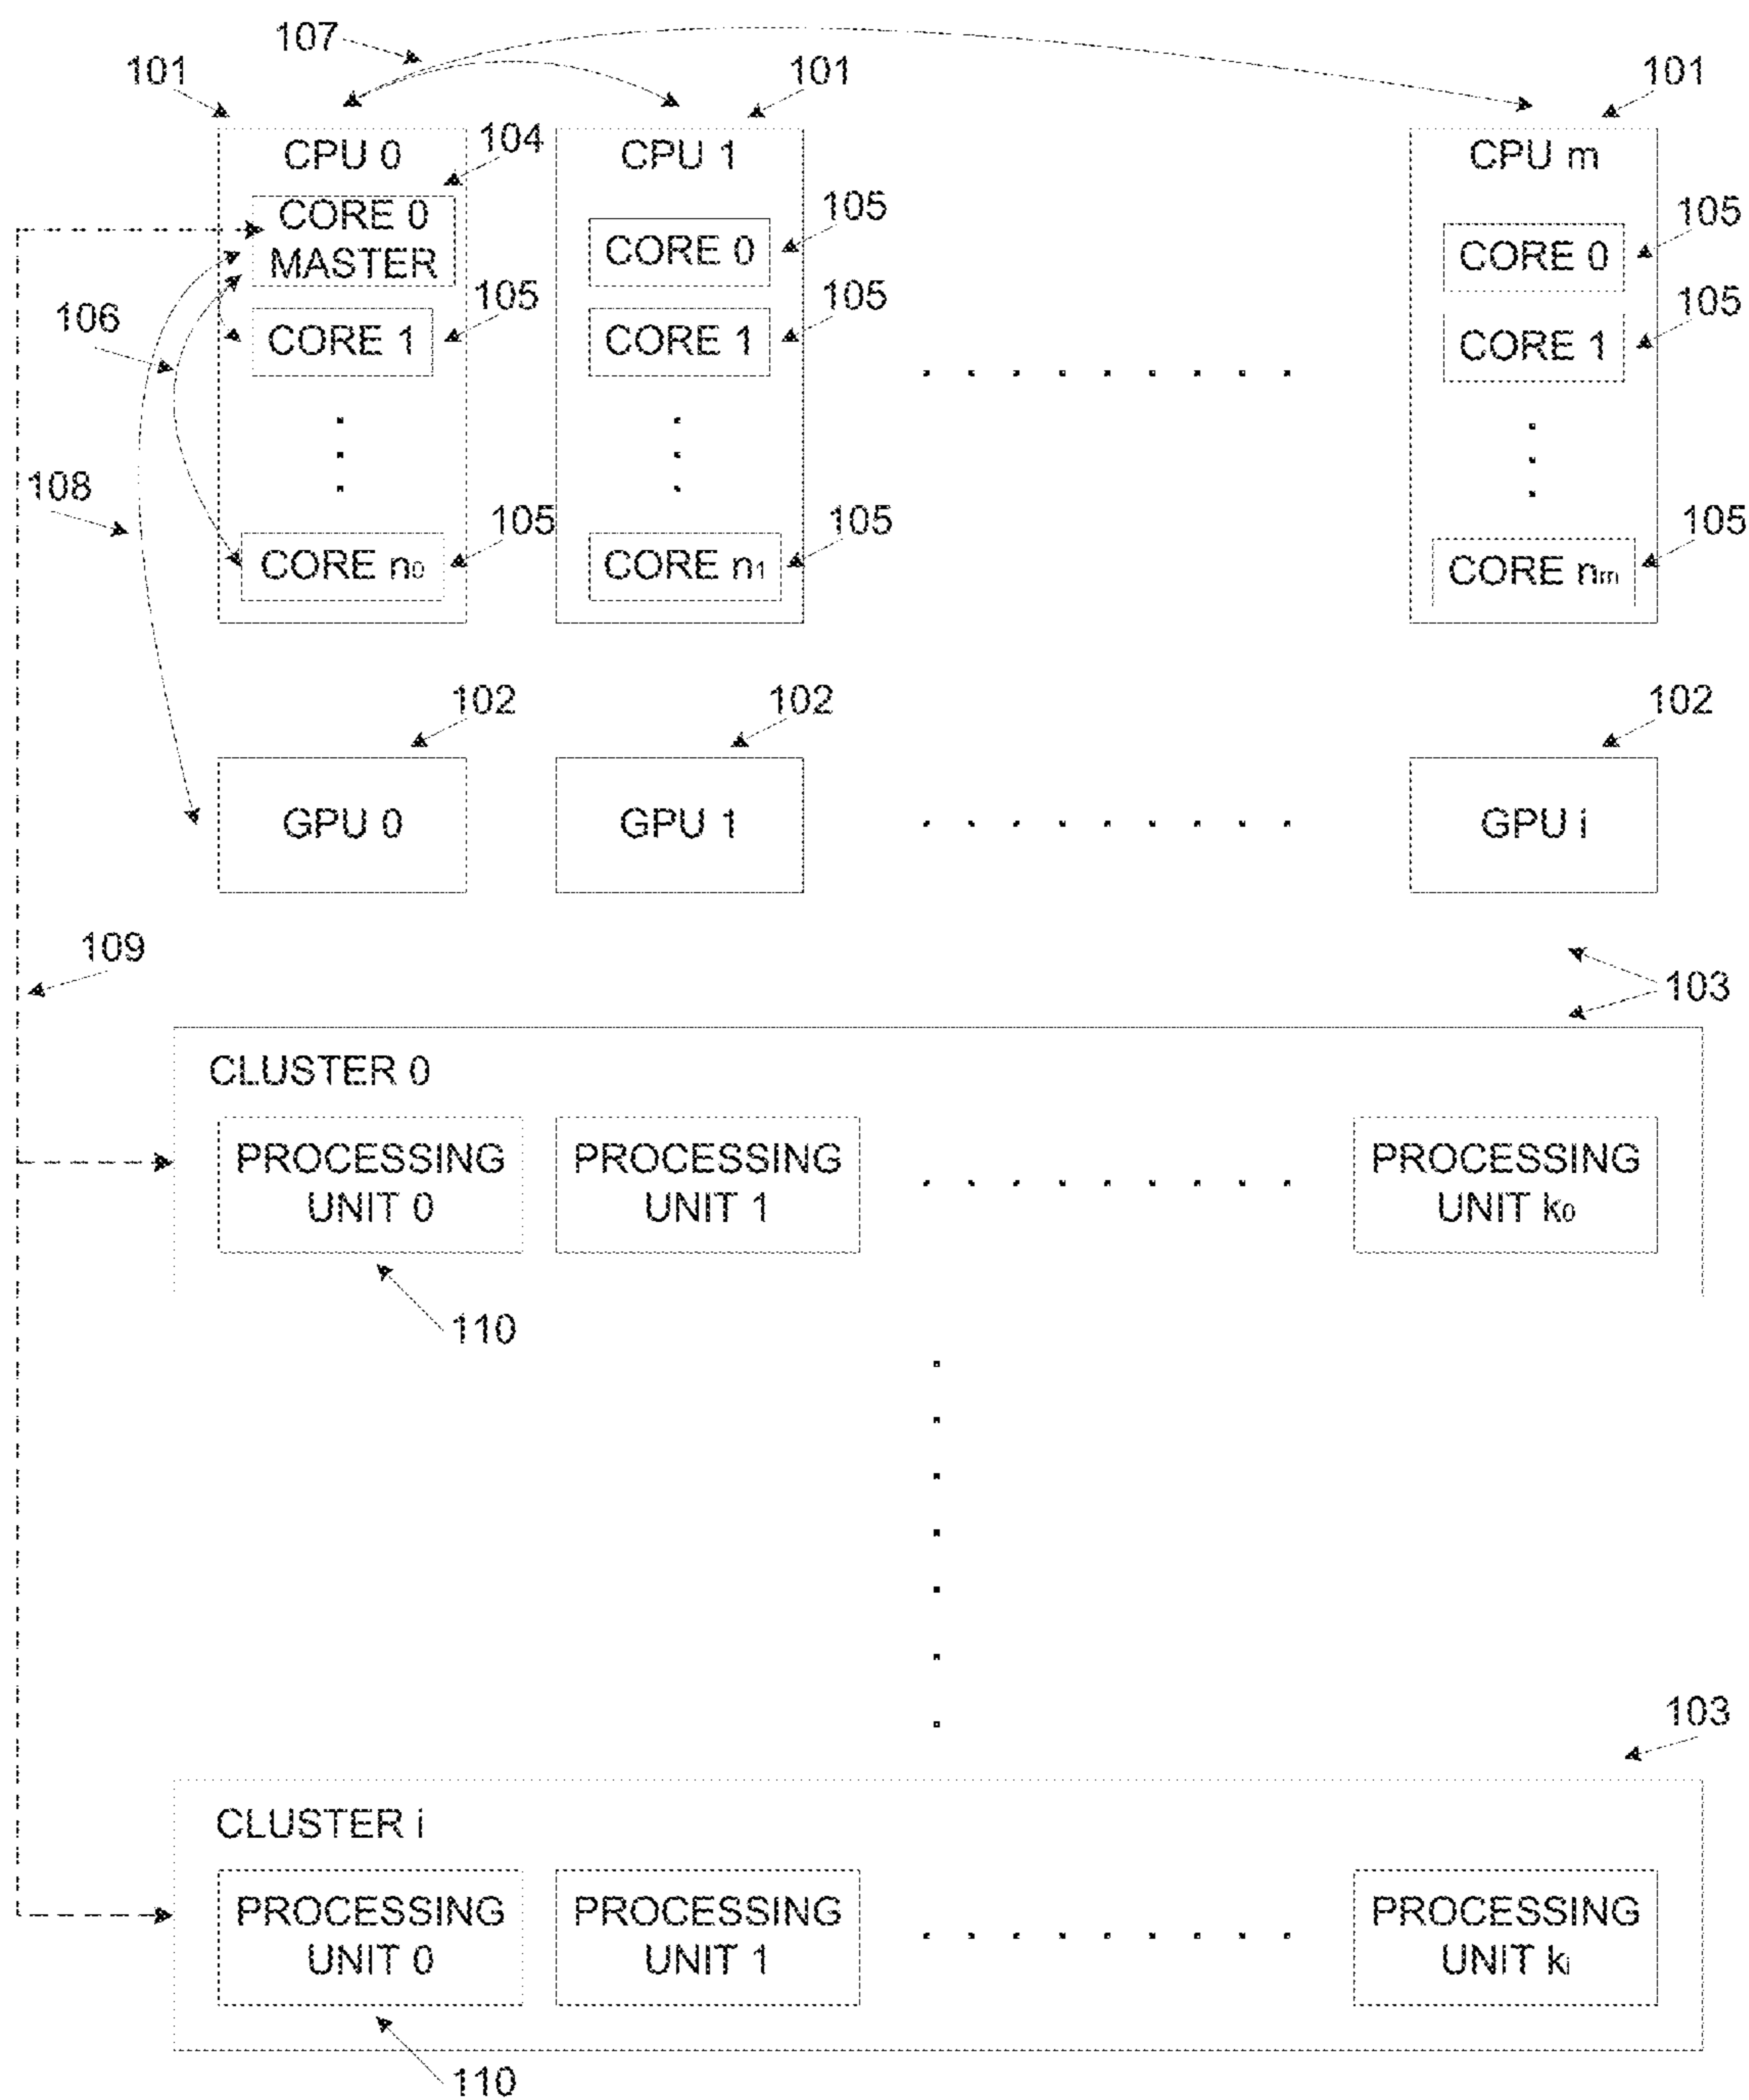 107
101
101
101
CPU 0
104
CPU 1
CPU m
CORE 0
MASTER
105
CORE 0
105
CORE 0
106
105
CORE 1
105
CORE 1
105
CORE 1
108
105
CORE n₀
105
CORE n₁
105
CORE nₘ
102
102
102
GPU 0
GPU 1
GPU i
109
103
CLUSTER 0
PROCESSING
UNIT 0
PROCESSING
UNIT 1
PROCESSING
UNIT k₀
110
103
CLUSTER i
PROCESSING
UNIT 0
PROCESSING
UNIT 1
PROCESSING
UNIT kᵢ
110